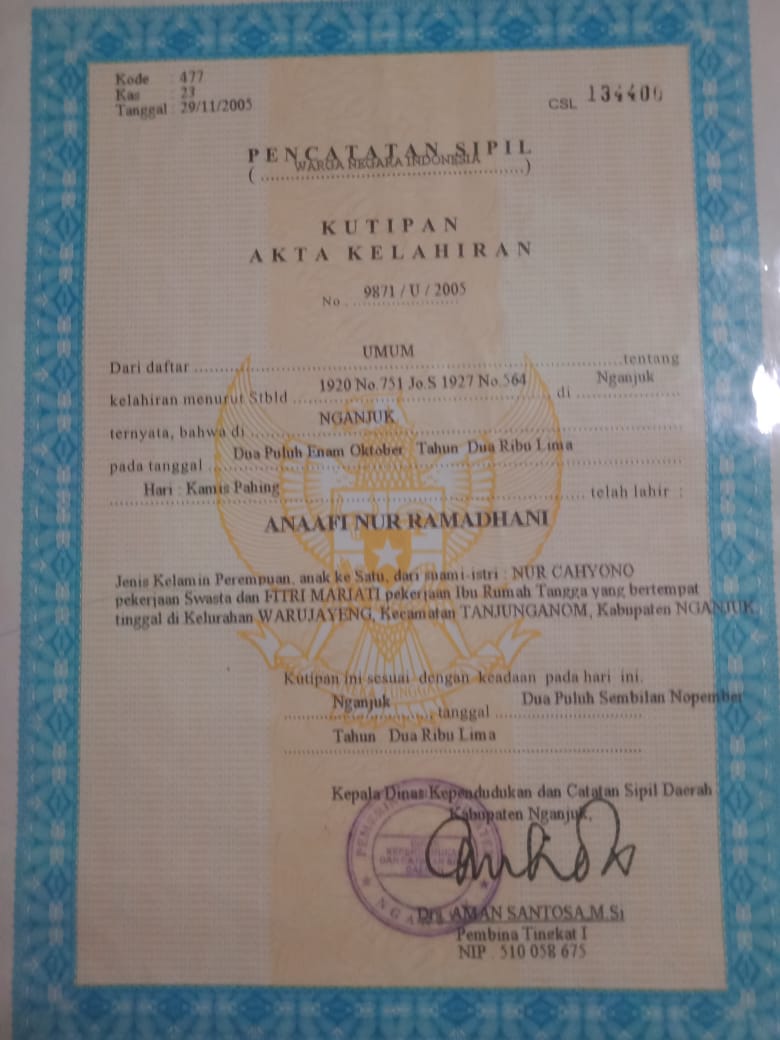 Kode : 477
Kas : 23
Tanggal : 29/11/2005
CSL 134400
PENCATATAN SIPIL
WARGA NEGARA INDONESIA
(..............................)
KUTIPAN
AKTA KELAHIRAN
No. 9871 / U / 2005
Dari daftar UMUM tentang
kelahiran menurut Stbld 1920 No.751 Jo.S 1927 No.564 di Nganjuk
ternyata, bahwa di NGANJUK
pada tanggal Dua Puluh Enam Oktober Tahun Dua Ribu Lima
Hari : Kamis Pahing telah lahir :
ANAAFI NUR RAMADHANI
Jenis Kelamin Perempuan, anak ke Satu, dari suami-istri : NUR CAHYONO
pekerjaan Swasta dan FITRI MARIATI pekerjaan Ibu Rumah Tangga yang bertempat
tinggal di Kelurahan WARUJAYENG, Kecamatan TANJUNGANOM, Kabupaten NGANJUK.
Kutipan ini sesuai dengan keadaan pada hari ini.
Nganjuk, tanggal Dua Puluh Sembilan Nopember
Tahun Dua Ribu Lima
Kepala Dinas Kependudukan dan Catatan Sipil Daerah
Kabupaten Nganjuk,
Drs. AMAN SANTOSA,M.Si
Pembina Tingkat I
NIP . 510 058 675